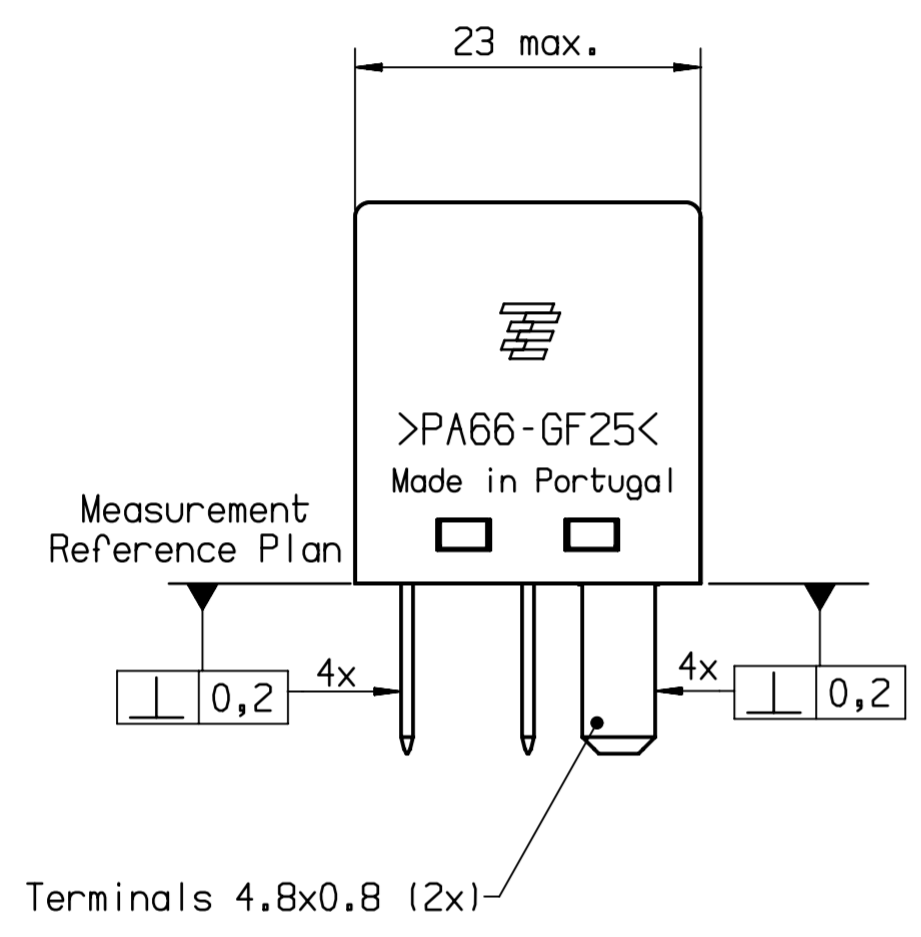 23 max.
>PA66-GF25<
Made in Portugal
Measurement
Reference Plan
⊥ 0,2
4x
4x
⊥ 0,2
Terminals 4.8x0.8 (2x)